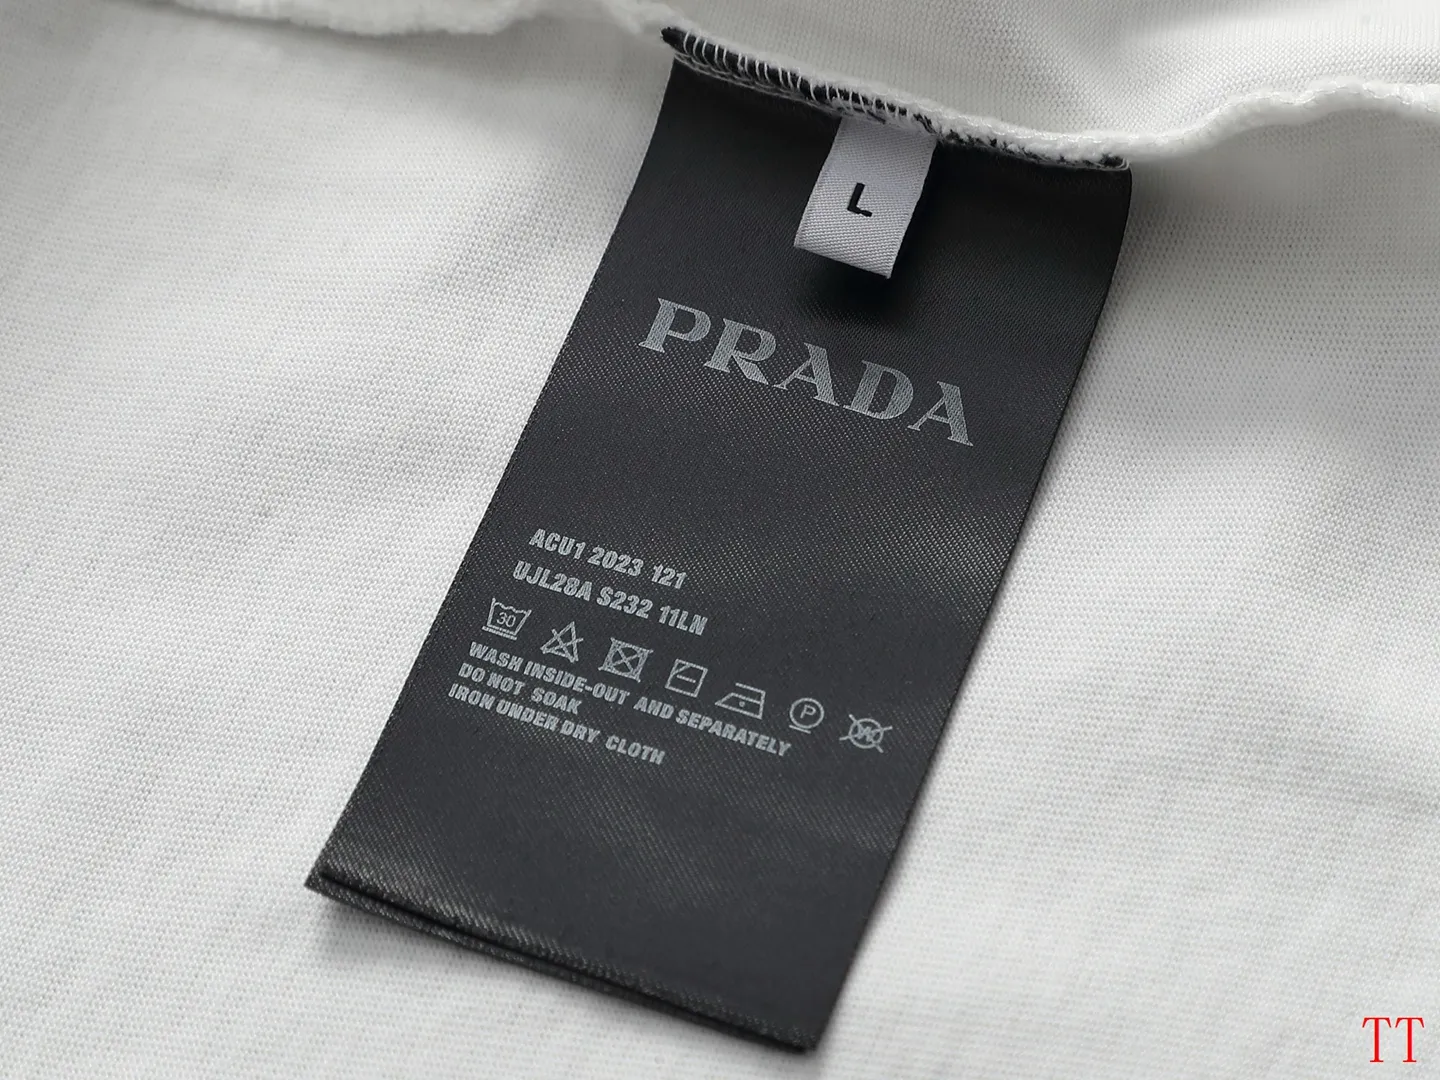 L
PRADA
ACU1 2023 121
UJL28A S232 11LN
30
P
W
WASH INSIDE-OUT AND SEPARATELY
DO NOT SOAK
IRON UNDER DRY CLOTH
TT